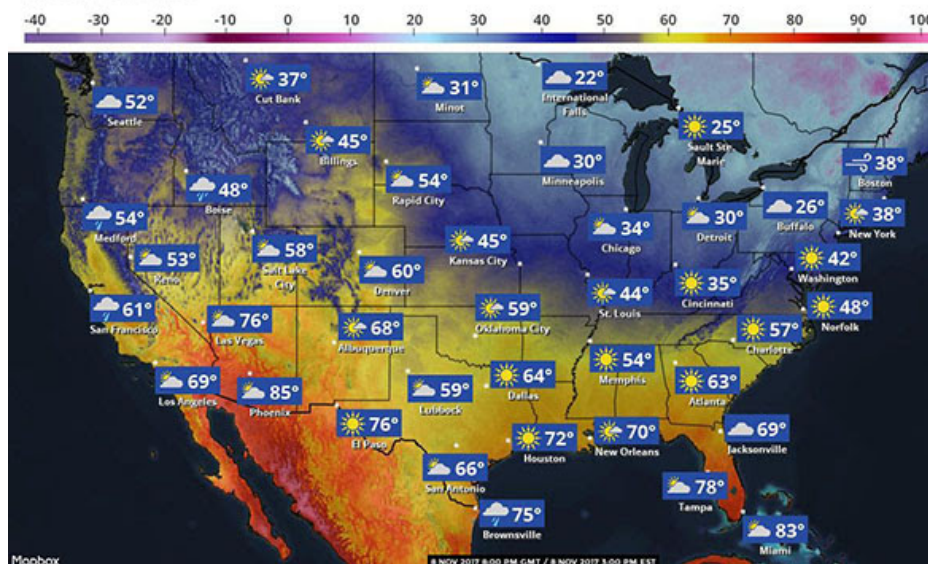 -40 -30 -20 -10 0 10 20 30 40 50 60 70 80 90 100
37°
Cut Bank
31°
Minot
22°
International
Falls
52°
Seattle
25°
Sault Ste.
Marie
45°
Billings
30°
Minneapolis
38°
Boston
54°
Rapid City
48°
Boise
26°
Buffalo
54°
Medford
34°
Chicago
30°
Detroit
38°
New York
45°
Kansas City
53°
Reno
58°
Salt Lake
City
60°
Denver
42°
Washington
35°
Cincinnati
44°
St. Louis
61°
San Francisco
76°
Las Vegas
59°
Oklahoma City
48°
Norfolk
68°
Albuquerque
57°
Charlotte
54°
Memphis
69°
Los Angeles
85°
Phoenix
59°
Lubbock
64°
Dallas
63°
Atlanta
76°
El Paso
72°
Houston
70°
New Orleans
69°
Jacksonville
66°
San Antonio
78°
Tampa
75°
Brownsville
83°
Miami
Mapbox
8 NOV 2017 8:00 PM GMT / 8 NOV 2017 3:00 PM EST